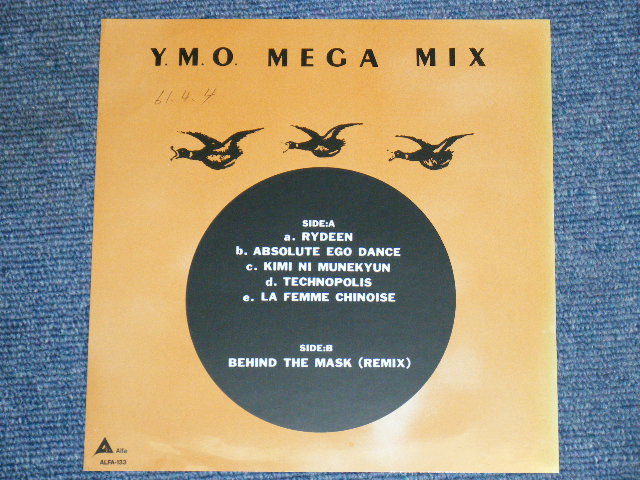 Y.M.O. MEGA MIX
61.4.4
SIDE:A
a. RYDEEN
b. ABSOLUTE EGO DANCE
c. KIMI NI MUNEKYUN
d. TECHNOPOLIS
e. LA FEMME CHINOISE
SIDE:B
BEHIND THE MASK (REMIX)
Alfa
ALFA-133